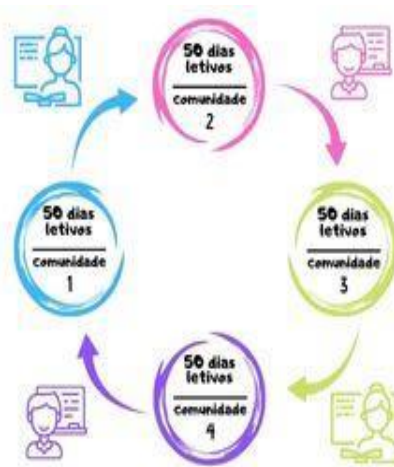 50 dias
letivos
comunidade
2
50 dias
letivos
comunidade
1
50 dias
letivos
comunidade
3
50 dias
letivos
comunidade
4